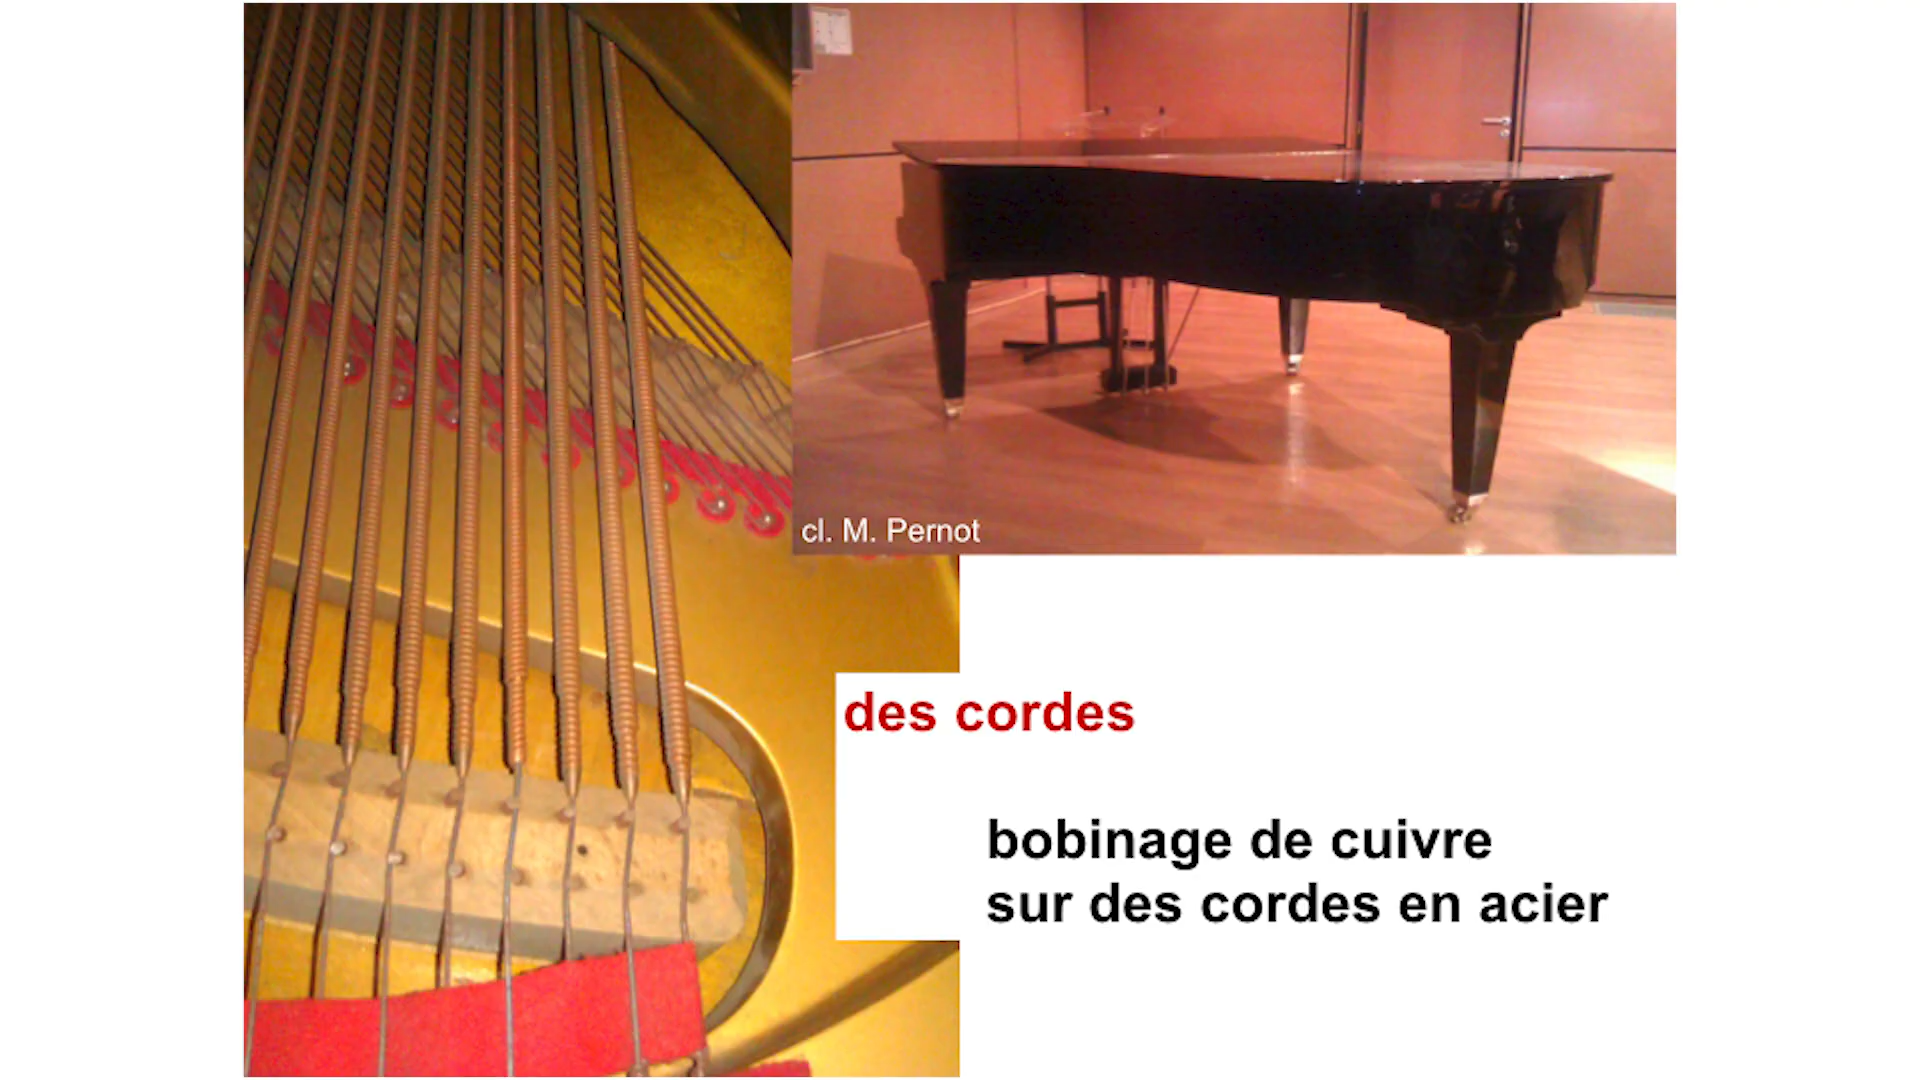 cl. M. Pernot
des cordes
bobinage de cuivre
sur des cordes en acier